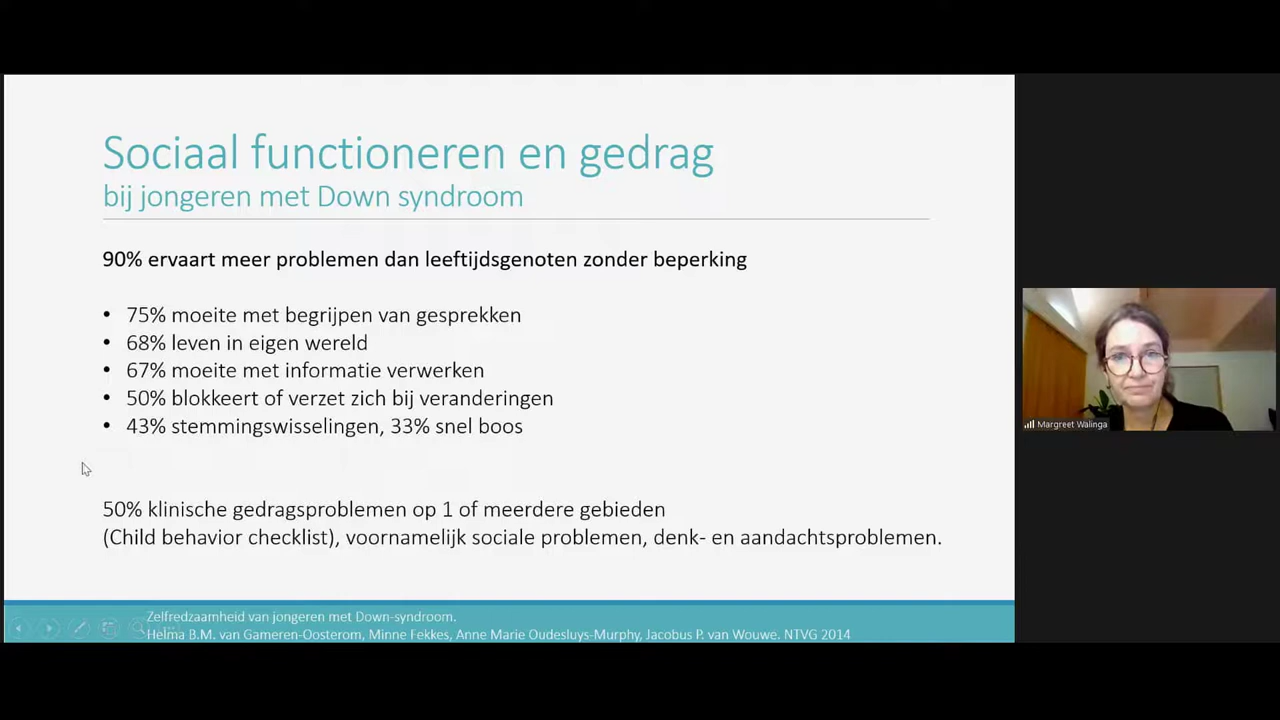 Sociaal functioneren en gedrag
bij jongeren met Down syndroom
90% ervaart meer problemen dan leeftijdsgenoten zonder beperking
• 75% moeite met begrijpen van gesprekken
• 68% leven in eigen wereld
• 67% moeite met informatie verwerken
• 50% blokkeert of verzet zich bij veranderingen
• 43% stemmingswisselingen, 33% snel boos
50% klinische gedragsproblemen op 1 of meerdere gebieden
(Child behavior checklist), voornamelijk sociale problemen, denk- en aandachtsproblemen.
Zelfredzaamheid van jongeren met Down-syndroom.
Helma B.M. van Gameren-Oosterom, Minne Fekkes, Anne Marie Oudesluys-Murphy, Jacobus P. van Wouwe. NTVG 2014
Margreet Walinga